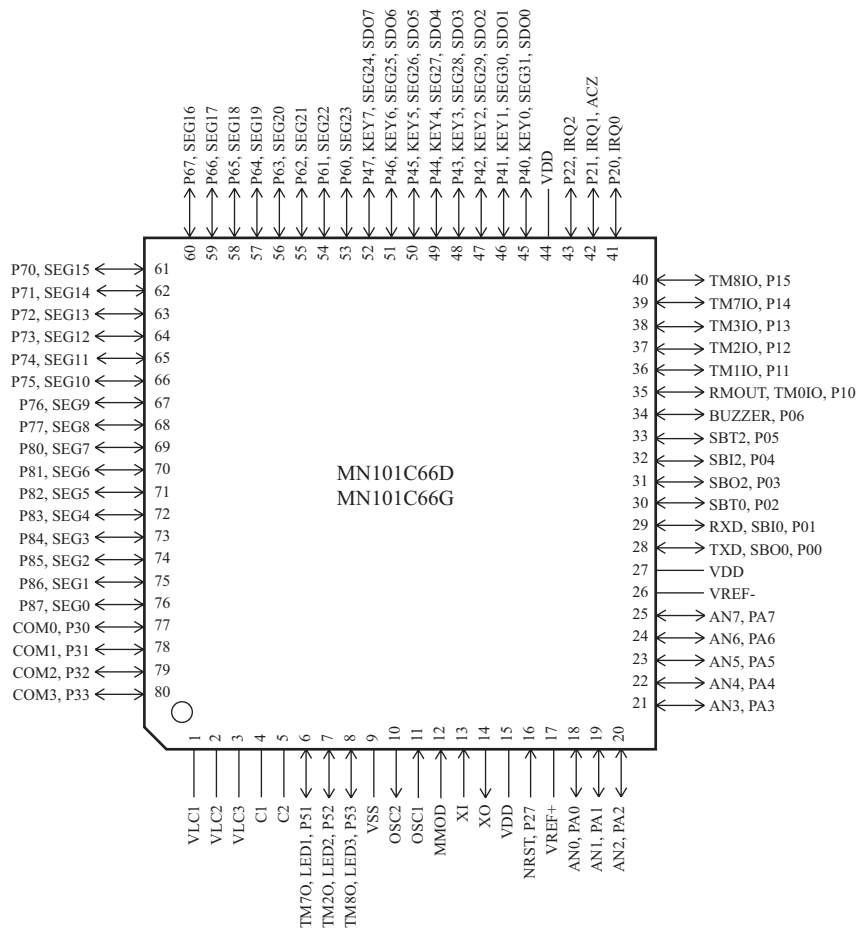 P67, SEG16
P66, SEG17
P65, SEG18
P64, SEG19
P63, SEG20
P62, SEG21
P61, SEG22
P60, SEG23
P47, KEY7, SEG24, SDO7
P46, KEY6, SEG25, SDO6
P45, KEY5, SEG26, SDO5
P44, KEY4, SEG27, SDO4
P43, KEY3, SEG28, SDO3
P42, KEY2, SEG29, SDO2
P41, KEY1, SEG30, SDO1
P40, KEY0, SEG31, SDO0
VDD
P22, IRQ2
P21, IRQ1, ACZ
P20, IRQ0
60
59
58
57
56
55
54
53
52
51
50
49
48
47
46
45
44
43
42
41
P70, SEG15 61
P71, SEG14 62
P72, SEG13 63
P73, SEG12 64
P74, SEG11 65
P75, SEG10 66
P76, SEG9 67
P77, SEG8 68
P80, SEG7 69
P81, SEG6 70
P82, SEG5 71
P83, SEG4 72
P84, SEG3 73
P85, SEG2 74
P86, SEG1 75
P87, SEG0 76
COM0, P30 77
COM1, P31 78
COM2, P32 79
COM3, P33 80
MN101C66D
MN101C66G
40 TM8IO, P15
39 TM7IO, P14
38 TM3IO, P13
37 TM2IO, P12
36 TM1IO, P11
35 RMOUT, TM0IO, P10
34 BUZZER, P06
33 SBT2, P05
32 SBI2, P04
31 SBO2, P03
30 SBT0, P02
29 RXD, SBI0, P01
28 TXD, SBO0, P00
27 VDD
26 VREF-
25 AN7, PA7
24 AN6, PA6
23 AN5, PA5
22 AN4, PA4
21 AN3, PA3
1
2
3
4
5
6
7
8
9
10
11
12
13
14
15
16
17
18
19
20
VLC1
VLC2
VLC3
C1
C2
TM7O, LED1, P51
TM2O, LED2, P52
TM8O, LED3, P53
VSS
OSC2
OSC1
MMOD
XI
XO
VDD
NRST, P27
VREF+
AN0, PA0
AN1, PA1
AN2, PA2